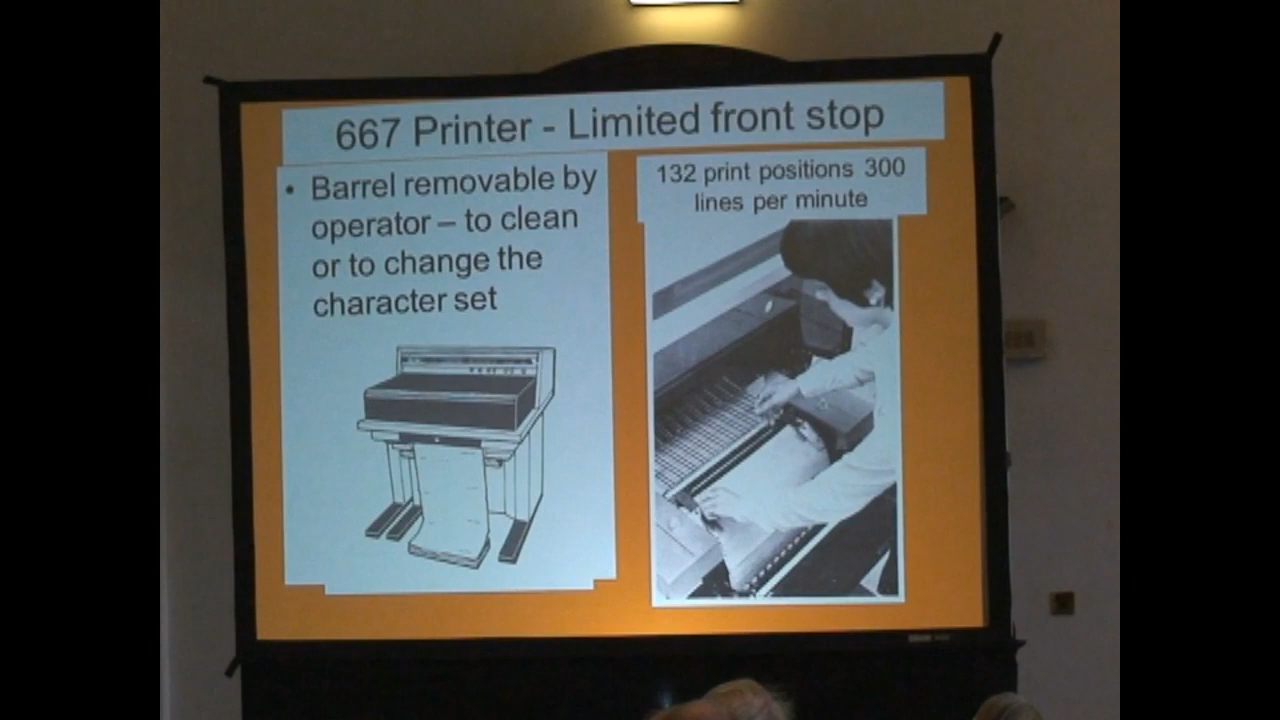 667 Printer - Limited front stop
• Barrel removable by
operator – to clean
or to change the
character set
132 print positions 300
lines per minute